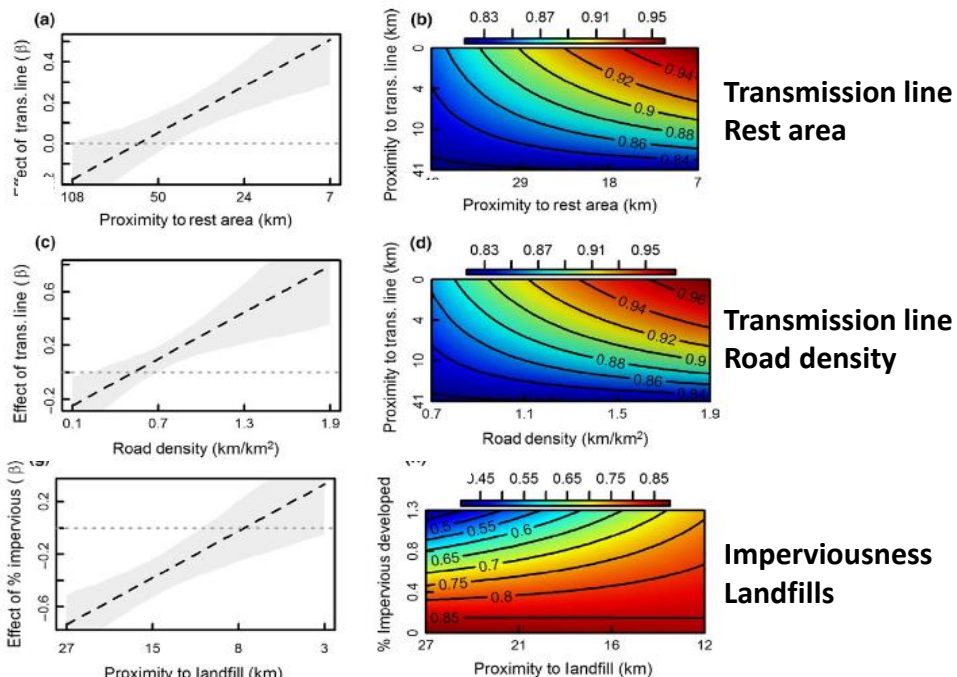 (a)
Effect of trans. line (β)
0.4
0.2
0.0
108
50
24
7
Proximity to rest area (km)
(b)
0.83 0.87 0.91 0.95
Proximity to trans. line (km)
0
4
10
41
0.94
0.92
0.9
0.88
0.86
0.84
29
18
7
Proximity to rest area (km)
Transmission line
Rest area
(c)
Effect of trans. line (β)
0.6
0.2
-0.2
0.1
0.7
1.3
1.9
Road density (km/km²)
(d)
0.83 0.87 0.91 0.95
Proximity to trans. line (km)
0
4
10
41
0.96
0.94
0.92
0.9
0.88
0.86
0.84
0.7
1.1
1.5
1.9
Road density (km/km²)
Transmission line
Road density
Effect of % impervious (β)
0.2
-0.2
-0.6
27
15
8
3
Proximity to landfill (km)
0.45 0.55 0.65 0.75 0.85
% Impervious developed
1.3
0.8
0.4
0
0.5
0.55
0.6
0.65
0.7
0.75
0.8
0.85
27
21
16
12
Proximity to landfill (km)
Imperviousness
Landfills